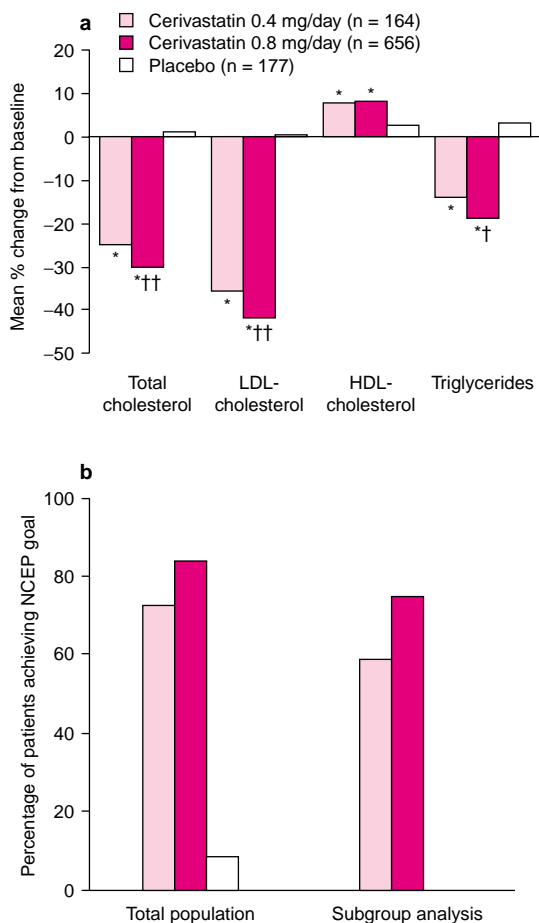 a
Cerivastatin 0.4 mg/day (n = 164)
Cerivastatin 0.8 mg/day (n = 656)
Placebo (n = 177)
Mean % change from baseline
20
10
0
−10
−20
−30
−40
−50
*
*††
*
*††
*
*
*
*†
Total
cholesterol
LDL-
cholesterol
HDL-
cholesterol
Triglycerides
b
Percentage of patients achieving NCEP goal
100
80
60
40
20
0
Total population
Subgroup analysis